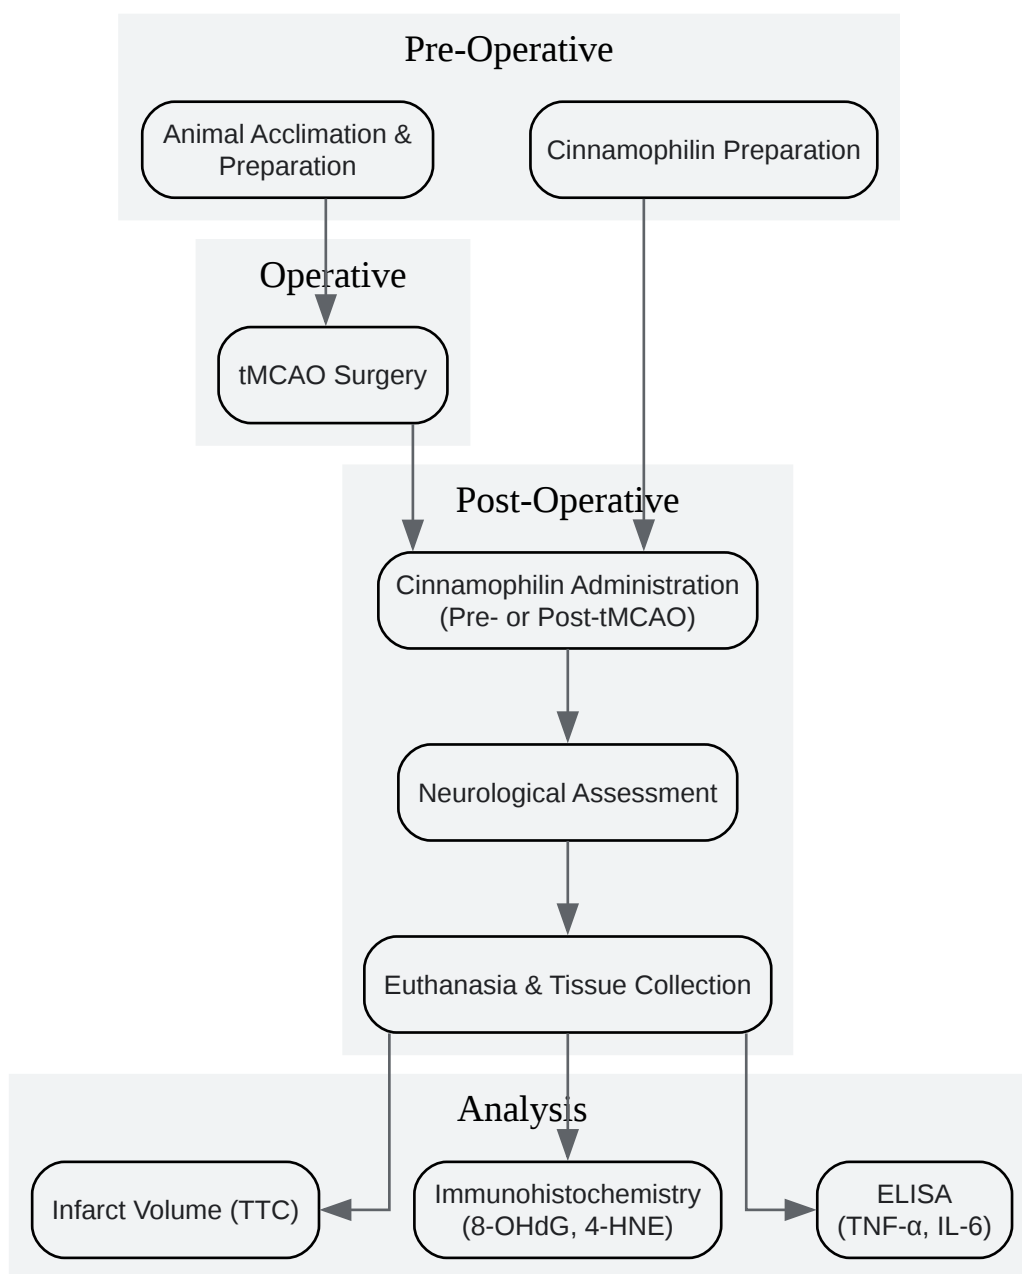 Pre-Operative
Animal Acclimation &
Preparation
Cinnamophilin Preparation
Operative
tMCAO Surgery
Post-Operative
Cinnamophilin Administration
(Pre- or Post-tMCAO)
Neurological Assessment
Euthanasia & Tissue Collection
Analysis
Infarct Volume (TTC)
Immunohistochemistry
(8-OHdG, 4-HNE)
ELISA
(TNF-α, IL-6)